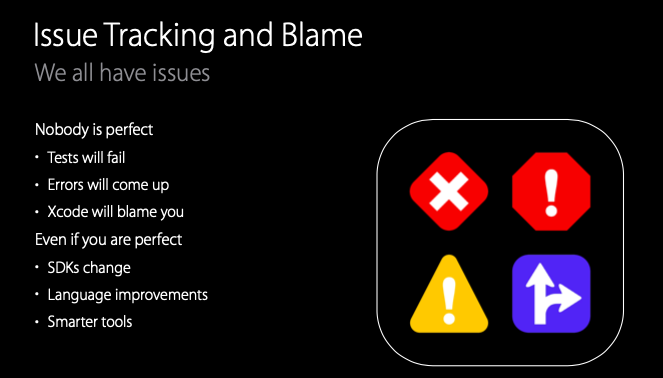 Issue Tracking and Blame
We all have issues
Nobody is perfect
• Tests will fail
• Errors will come up
• Xcode will blame you
Even if you are perfect
• SDKs change
• Language improvements
• Smarter tools